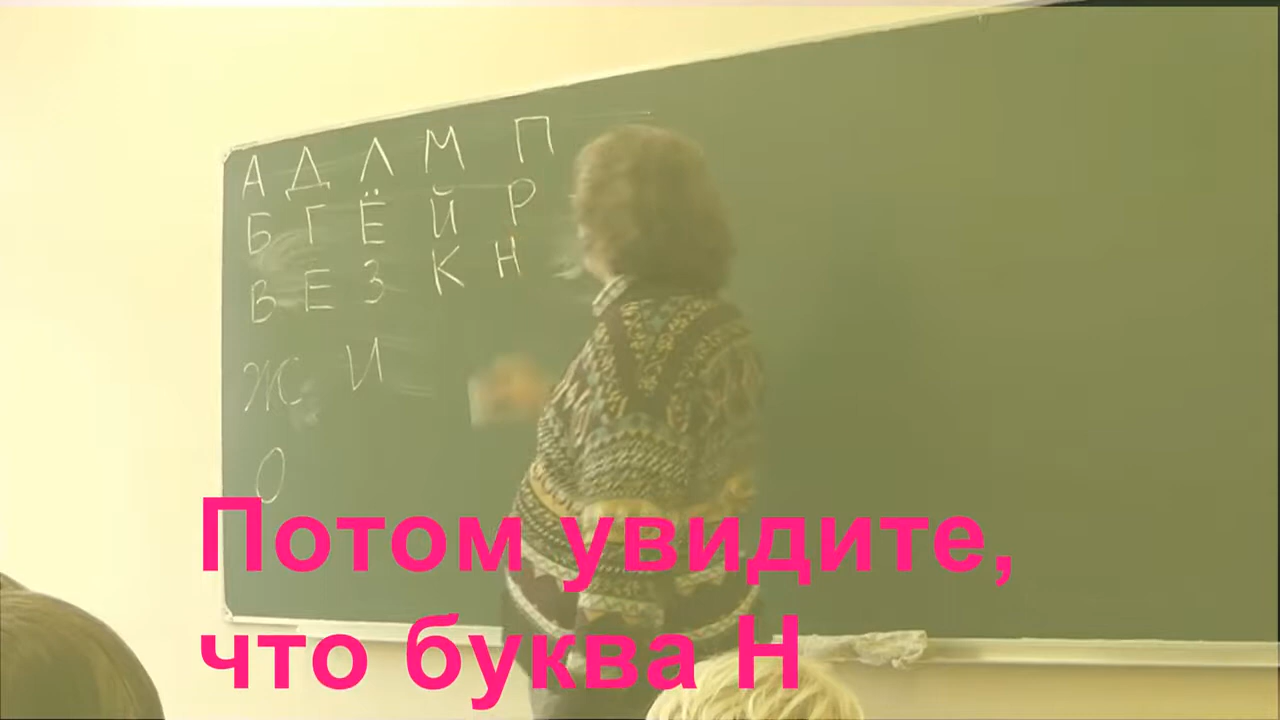 А Д Л М П
Б Г Ё Й Р
В Е З К Н
Ж И
О
Потом увидите,
что буква Н